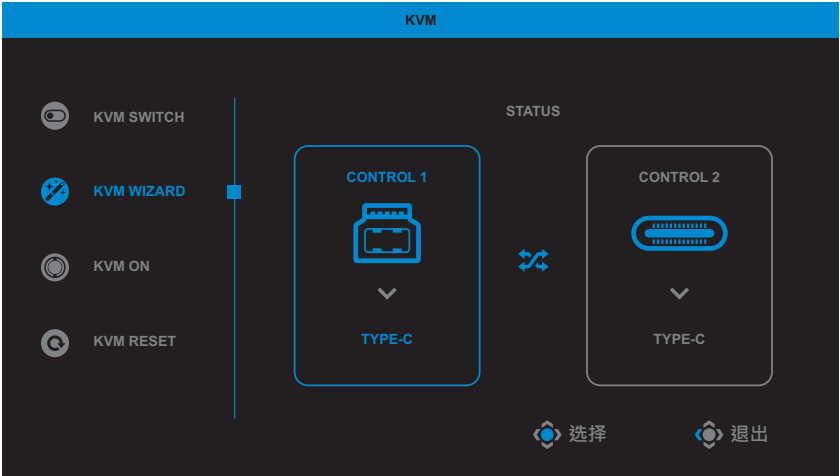 KVM
KVM SWITCH
KVM WIZARD
KVM ON
KVM RESET
STATUS
CONTROL 1
TYPE-C
CONTROL 2
TYPE-C
选择
退出